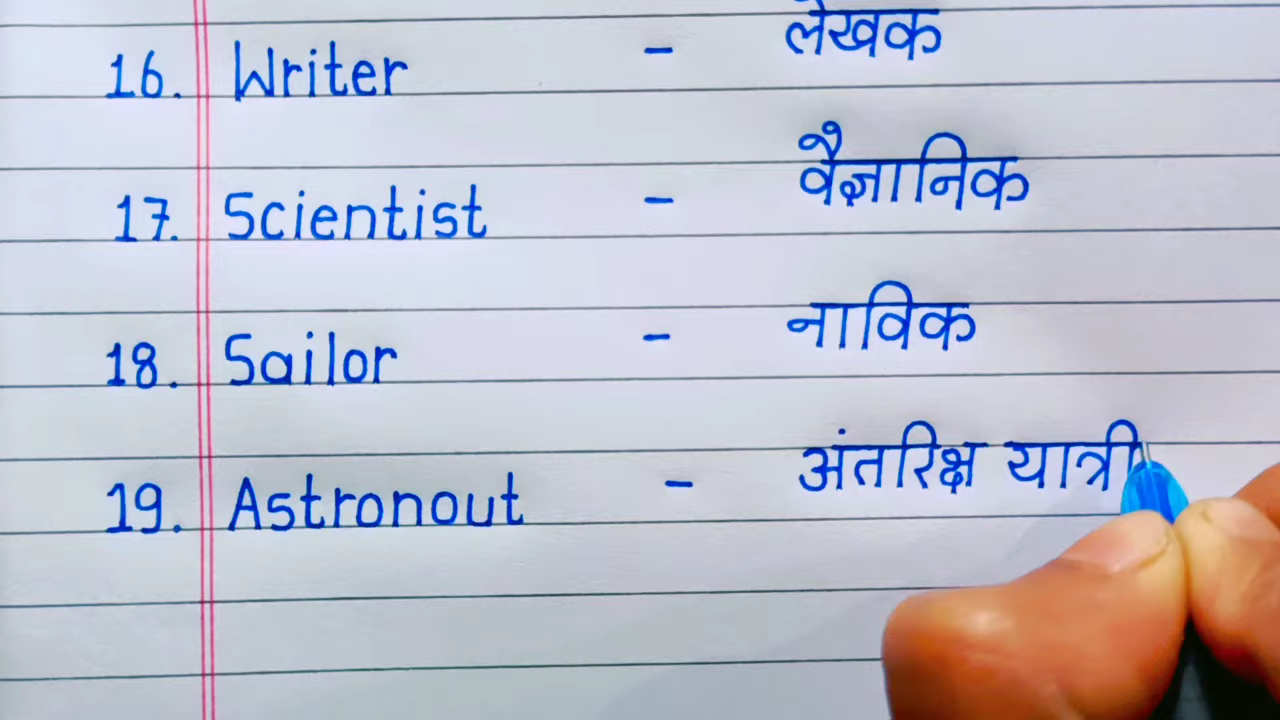 16. Writer - लेखक
17. Scientist - वैज्ञानिक
18. Sailor - नाविक
19. Astronout - अंतरिक्ष यात्री